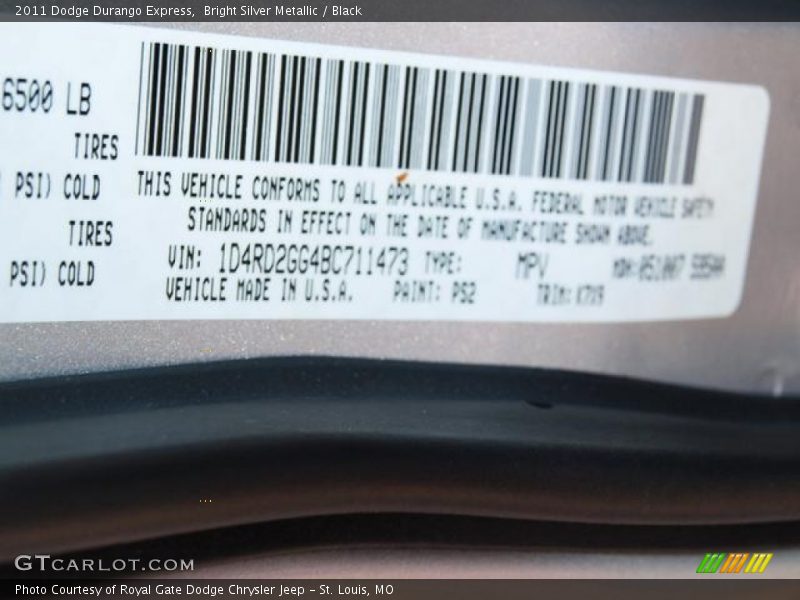 2011 Dodge Durango Express, Bright Silver Metallic / Black
6500 LB
TIRES
PSI) COLD
TIRES
PSI) COLD
THIS VEHICLE CONFORMS TO ALL APPLICABLE U.S.A. FEDERAL MOTOR VEHICLE SAFETY
STANDARDS IN EFFECT ON THE DATE OF MANUFACTURE SHOWN ABOVE.
VIN: 1D4RD2GG4BC711473 TYPE: MPV MDH:
VEHICLE MADE IN U.S.A. PAINT: PS2 TRIM:
GTCARLOT.COM
Photo Courtesy of Royal Gate Dodge Chrysler Jeep – St. Louis, MO